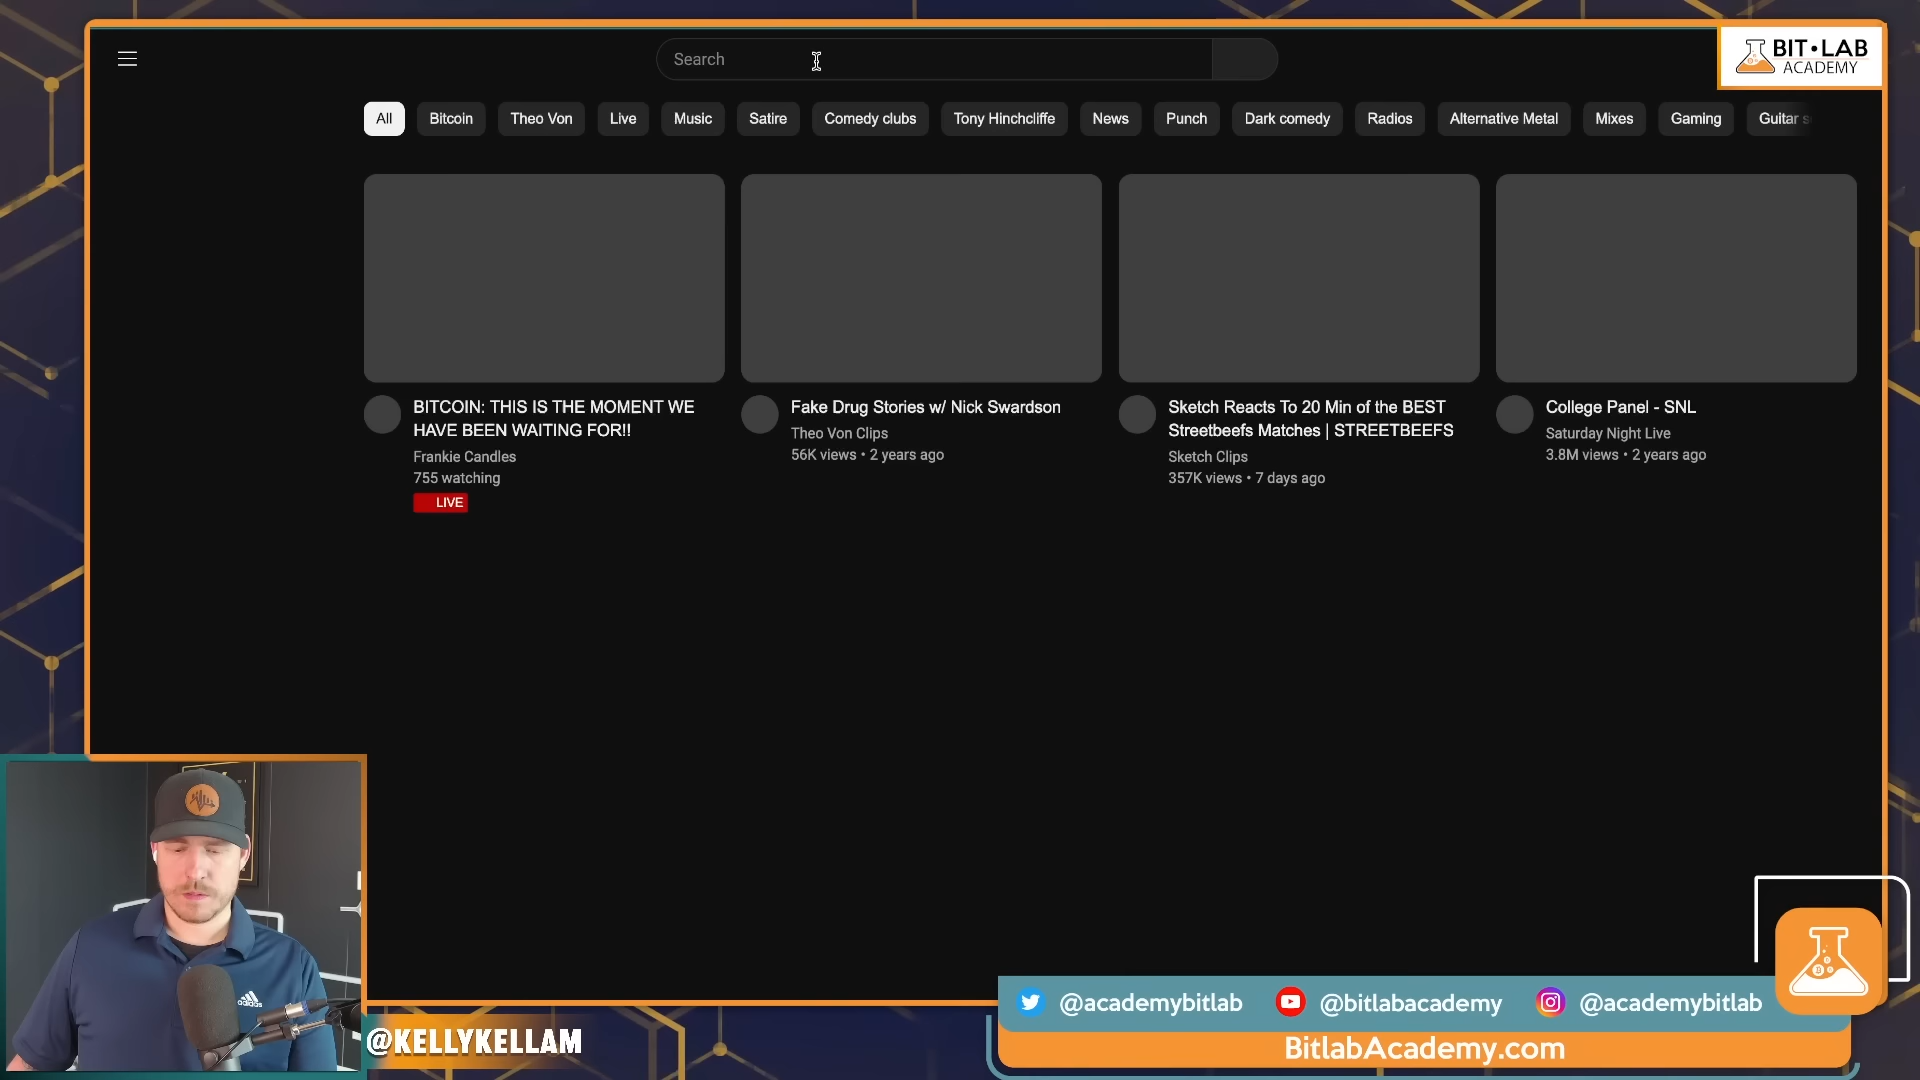 Search
BIT•LAB
ACADEMY
All
Bitcoin
Theo Von
Live
Music
Satire
Comedy clubs
Tony Hinchcliffe
News
Punch
Dark comedy
Radios
Alternative Metal
Mixes
Gaming
Guitar
BITCOIN: THIS IS THE MOMENT WE
HAVE BEEN WAITING FOR!!
Frankie Candles
755 watching
LIVE
Fake Drug Stories w/ Nick Swardson
Theo Von Clips
56K views • 2 years ago
Sketch Reacts To 20 Min of the BEST
Streetbeefs Matches | STREETBEEFS
Sketch Clips
357K views • 7 days ago
College Panel - SNL
Saturday Night Live
3.8M views • 2 years ago
adidas
@KELLYKELLAM
@academybitlab
@bitlabacademy
@academybitlab
BitlabAcademy.com